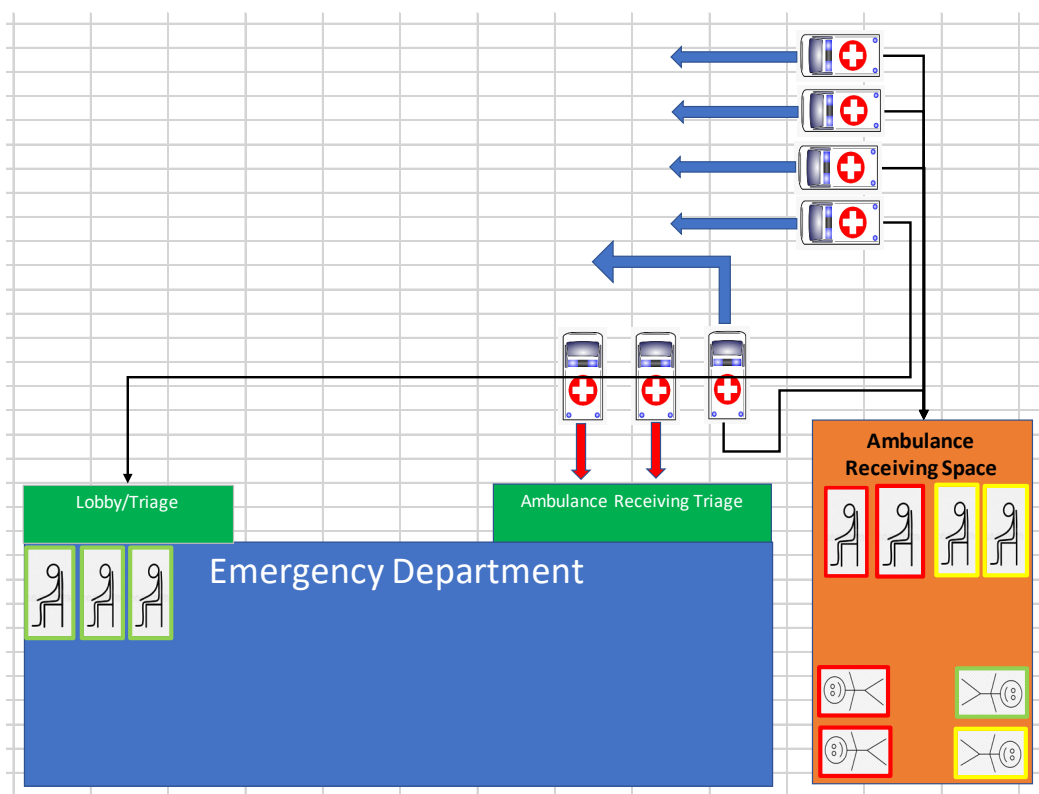 Ambulance
Receiving Space
Lobby/Triage
Ambulance Receiving Triage
Emergency Department